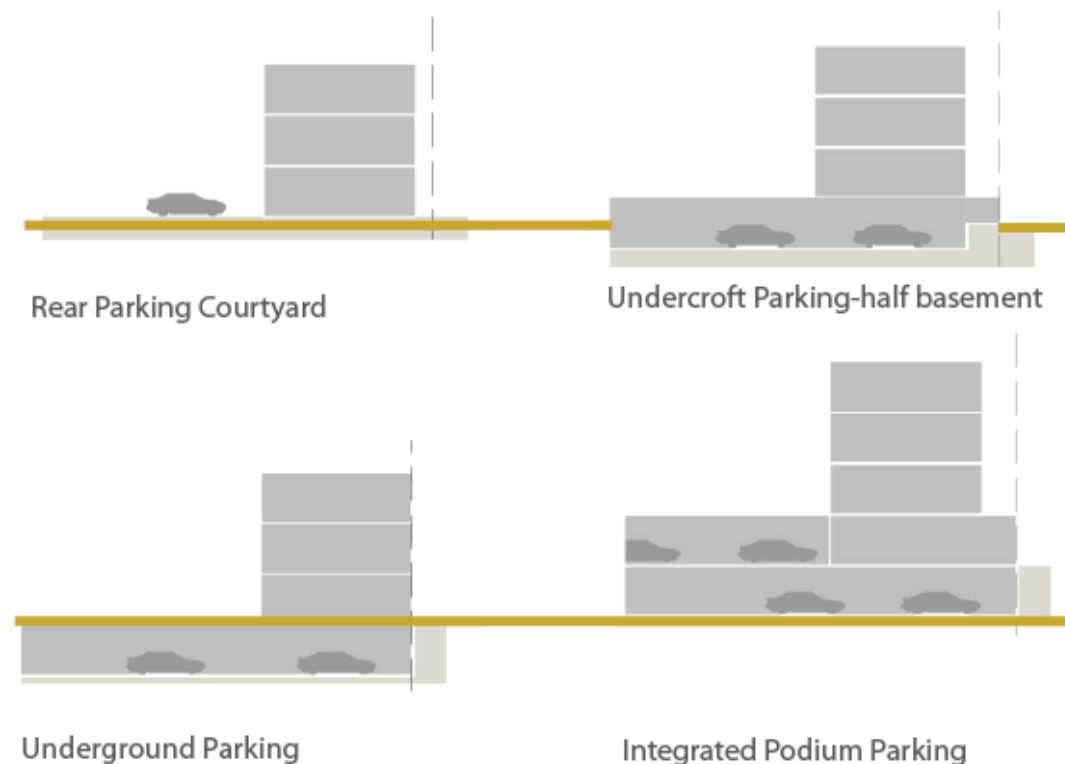 Rear Parking Courtyard
Undercroft Parking-half basement
Underground Parking
Integrated Podium Parking